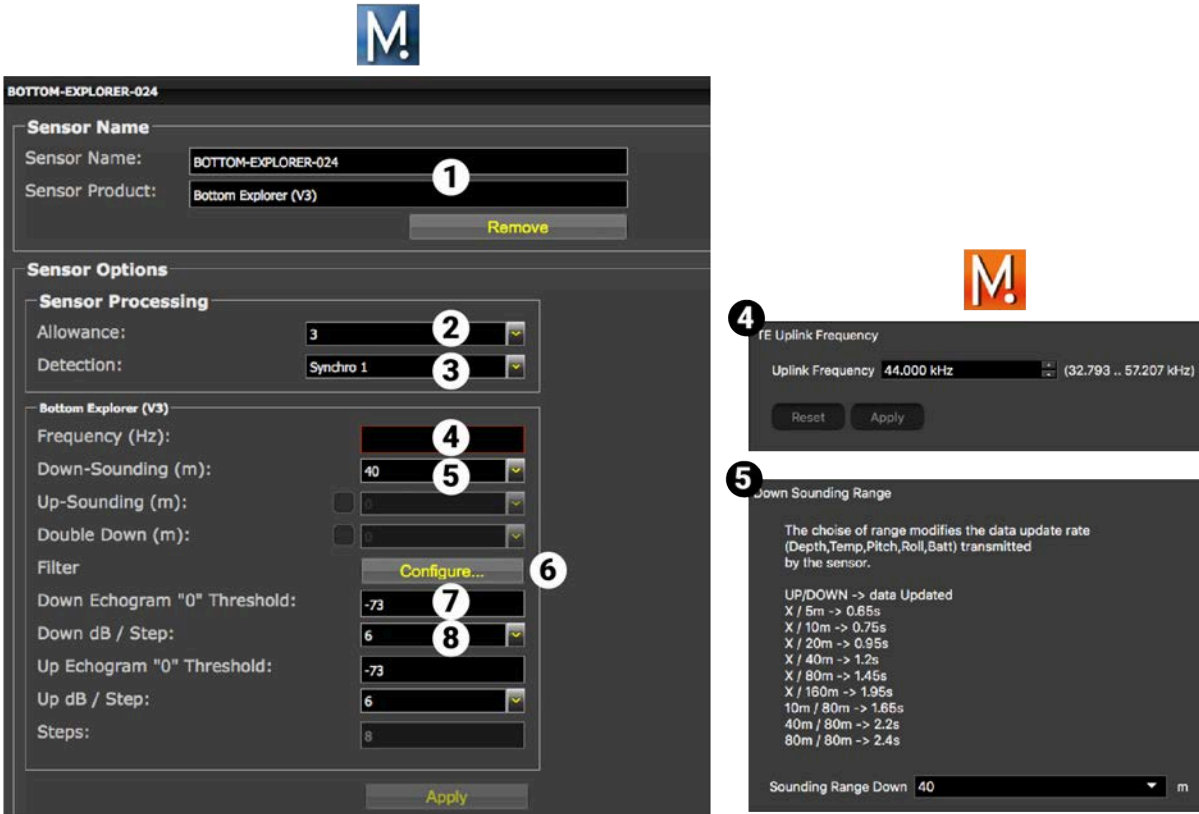 M!
BOTTOM-EXPLORER-024
Sensor Name
Sensor Name: BOTTOM-EXPLORER-024
1
Sensor Product: Bottom Explorer (V3)
Remove
Sensor Options
Sensor Processing
Allowance: 3 2
Detection: Synchro 1 3
Bottom Explorer (V3)
Frequency (Hz): 4
Down-Sounding (m): 40 5
Up-Sounding (m): 0
Double Down (m): 0
Filter Configure... 6
Down Echogram "0" Threshold: -73 7
Down dB / Step: 6 8
Up Echogram "0" Threshold: -73
Up dB / Step: 6
Steps: 8
Apply
M!
4
TE Uplink Frequency
Uplink Frequency 44.000 kHz (32.793 .. 57.207 kHz)
Reset Apply
5
Down Sounding Range
The choise of range modifies the data update rate
(Depth,Temp,Pitch,Roll,Batt) transmitted
by the sensor.
UP/DOWN -> data Updated
X / 5m -> 0.65s
X / 10m -> 0.75s
X / 20m -> 0.95s
X / 40m -> 1.2s
X / 80m -> 1.45s
X / 160m -> 1.95s
10m / 80m -> 1.65s
40m / 80m -> 2.2s
80m / 80m -> 2.4s
Sounding Range Down 40 m